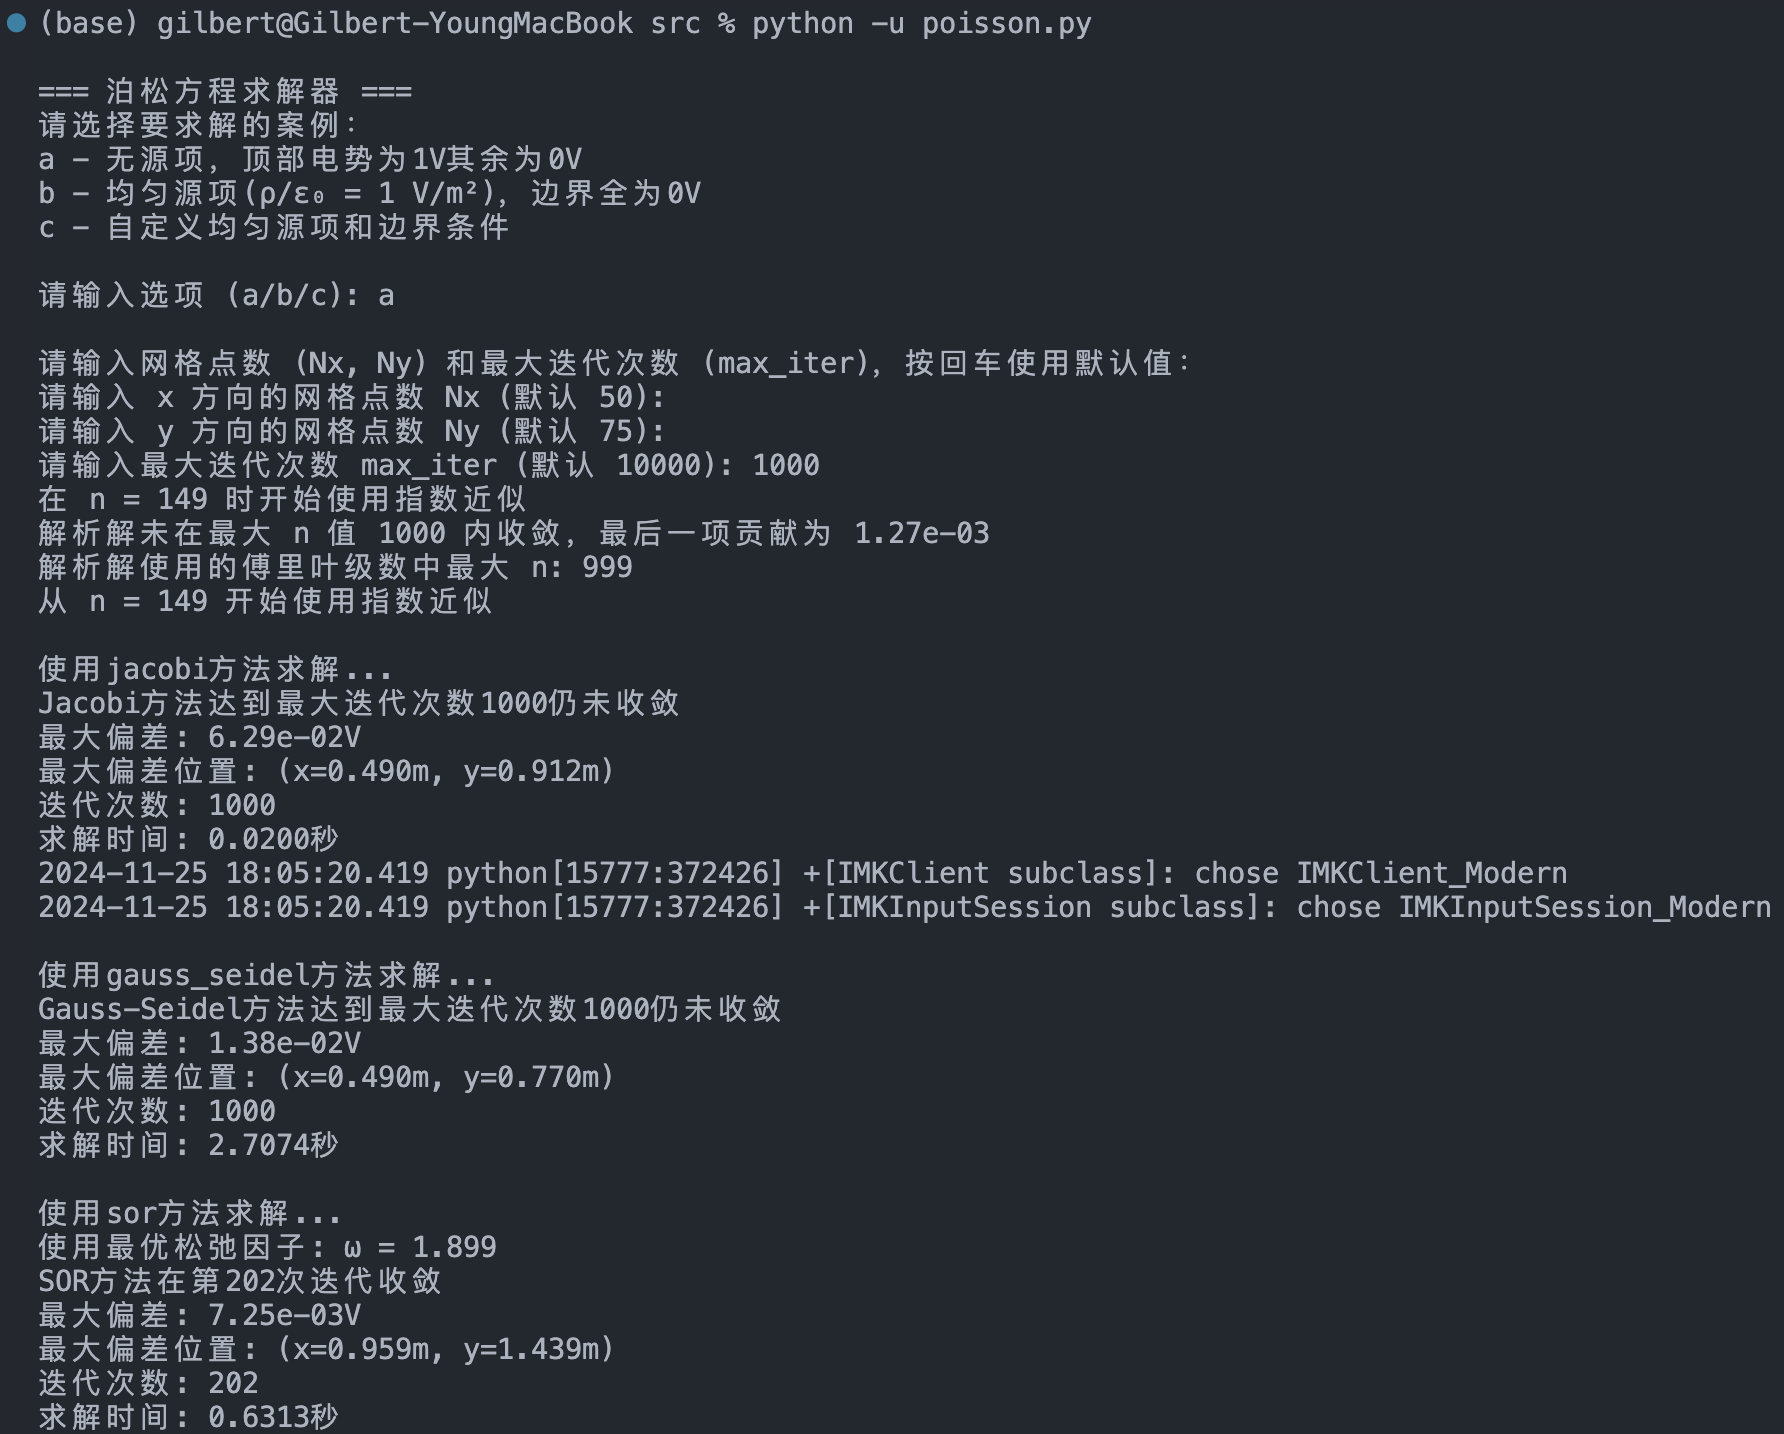 (base) gilbert@Gilbert-YoungMacBook src % python -u poisson.py
=== 泊松方程求解器 ===
请选择要求解的案例：
a - 无源项，顶部电势为1V其余为0V
b - 均匀源项(ρ/ε₀ = 1 V/m²)，边界全为0V
c - 自定义均匀源项和边界条件
请输入选项 (a/b/c): a
请输入网格点数 (Nx, Ny) 和最大迭代次数 (max_iter)，按回车使用默认值：
请输入 x 方向的网格点数 Nx (默认 50):
请输入 y 方向的网格点数 Ny (默认 75):
请输入最大迭代次数 max_iter (默认 10000): 1000
在 n = 149 时开始使用指数近似
解析解未在最大 n 值 1000 内收敛，最后一项贡献为 1.27e-03
解析解使用的傅里叶级数中最大 n: 999
从 n = 149 开始使用指数近似
使用jacobi方法求解...
Jacobi方法达到最大迭代次数1000仍未收敛
最大偏差: 6.29e-02V
最大偏差位置: (x=0.490m, y=0.912m)
迭代次数: 1000
求解时间: 0.0200秒
2024-11-25 18:05:20.419 python[15777:372426] +[IMKClient subclass]: chose IMKClient_Modern
2024-11-25 18:05:20.419 python[15777:372426] +[IMKInputSession subclass]: chose IMKInputSession_Modern
使用gauss_seidel方法求解...
Gauss-Seidel方法达到最大迭代次数1000仍未收敛
最大偏差: 1.38e-02V
最大偏差位置: (x=0.490m, y=0.770m)
迭代次数: 1000
求解时间: 2.7074秒
使用sor方法求解...
使用最优松弛因子: ω = 1.899
SOR方法在第202次迭代收敛
最大偏差: 7.25e-03V
最大偏差位置: (x=0.959m, y=1.439m)
迭代次数: 202
求解时间: 0.6313秒